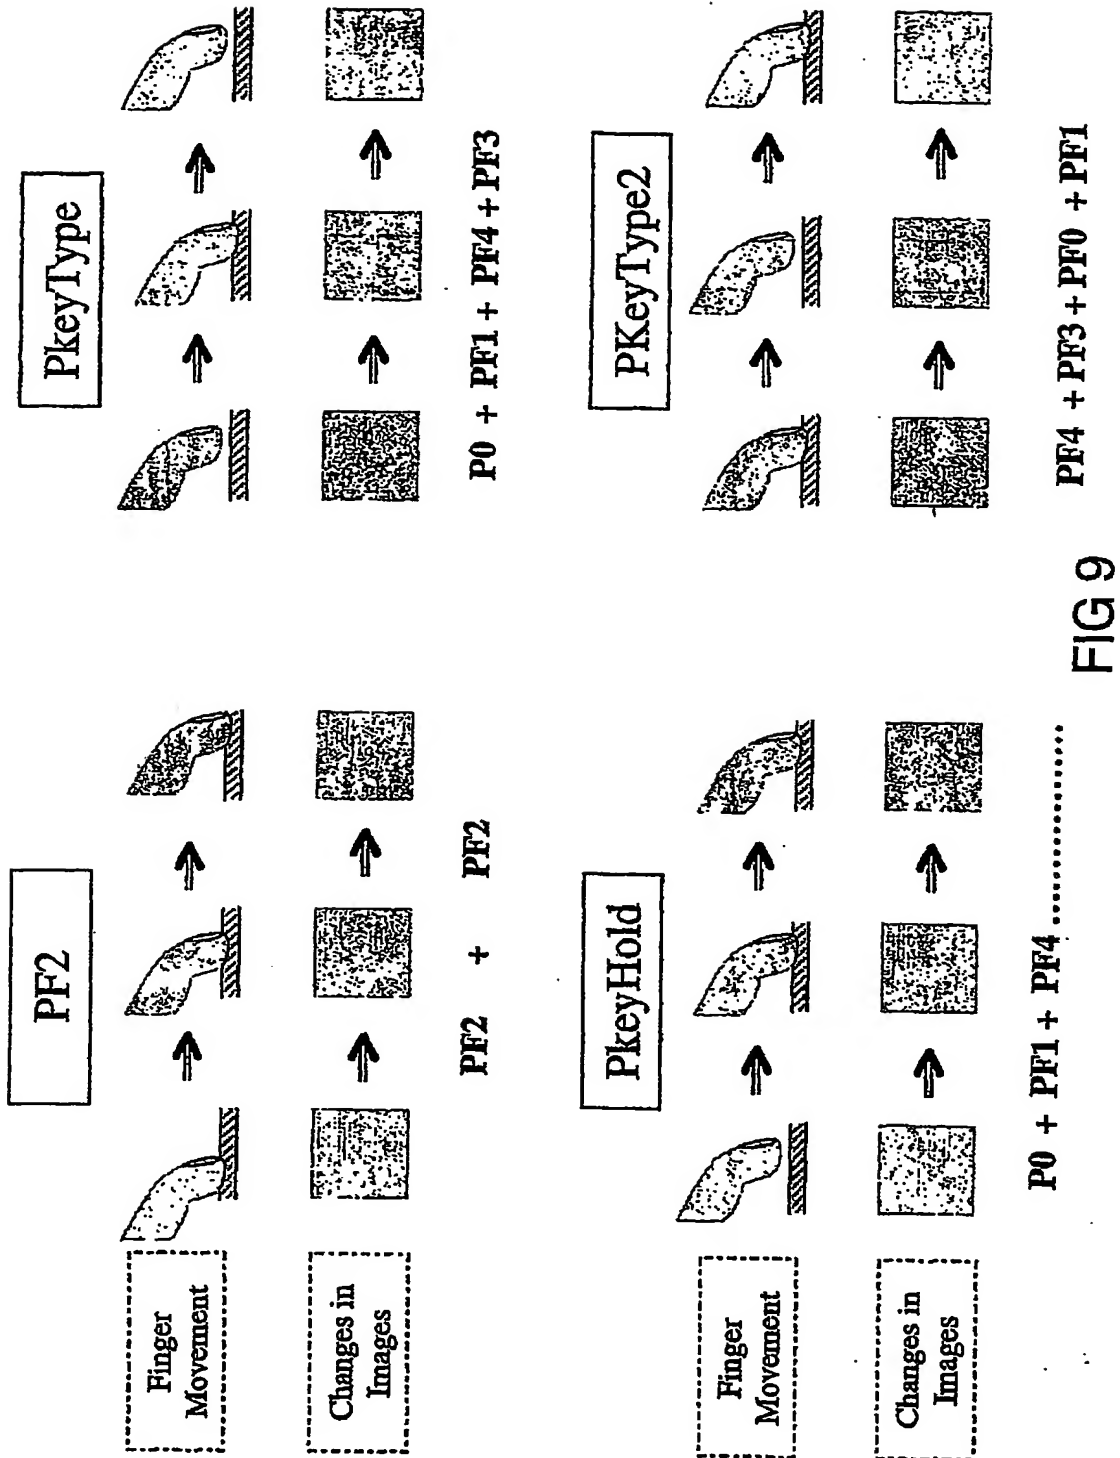 PF2
Finger
Movement
Changes in
Images
PF2 + PF2
PkeyType
P0 + PF1 + PF4 + PF3
PkeyHold
Finger
Movement
Changes in
Images
P0 + PF1 + PF4 ................
PKeyType2
PF4 + PF3 + PF0 + PF1
FIG 9